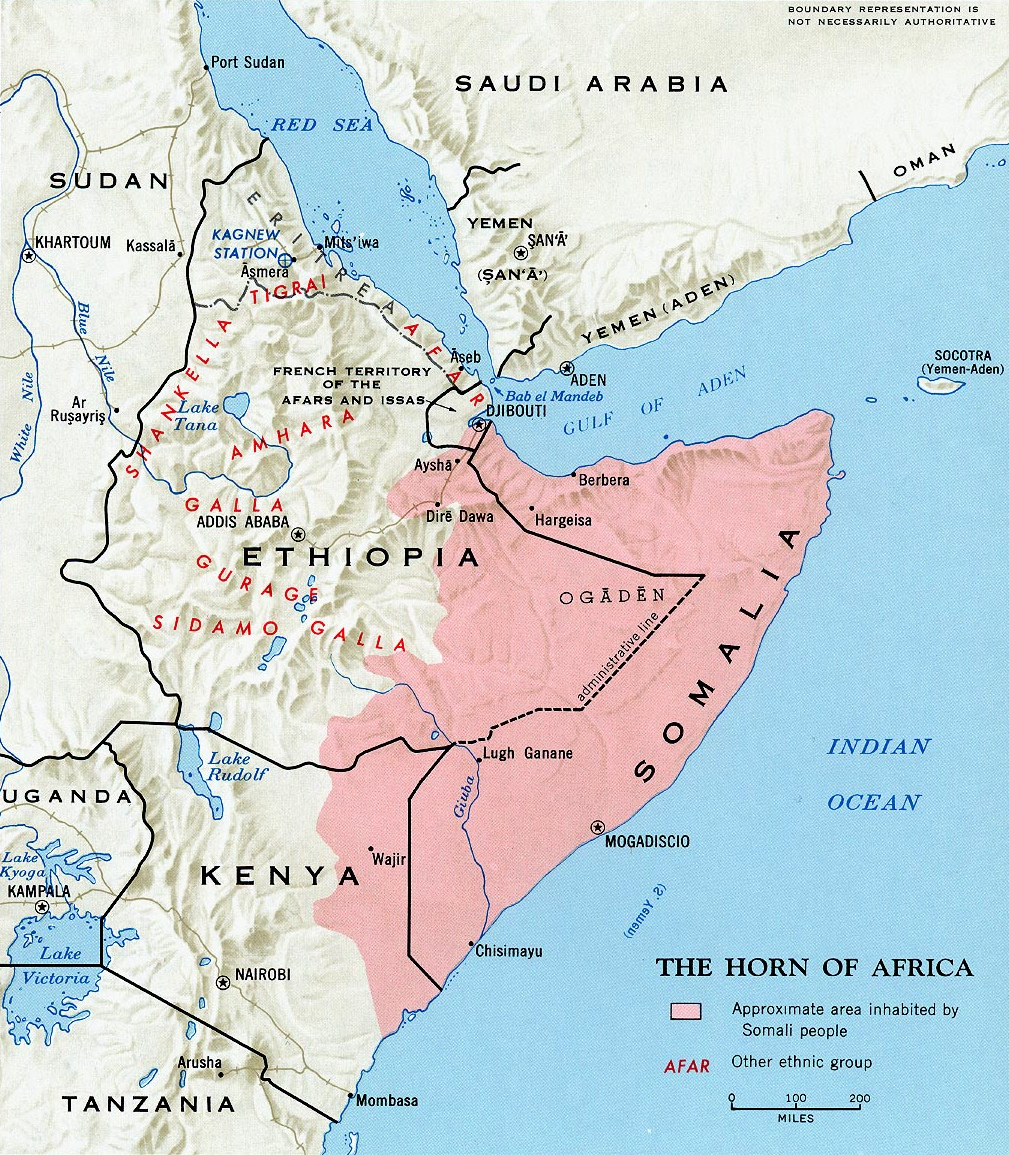 BOUNDARY REPRESENTATION IS
NOT NECESSARILY AUTHORITATIVE
Port Sudan
SAUDI ARABIA
RED SEA
OMAN
SUDAN
ERITREA
YEMEN
KAGNEW
STATION
KHARTOUM
Kassalā
Mits'iwa
ṢAN'Ā'
(ṢAN'Ā')
Āsmera
TIGRAI
Blue Nile
YEMEN (ADEN)
SHANKELLA
AFAR
Āseb
FRENCH TERRITORY
OF THE
AFARS AND ISSAS
SOCOTRA
(Yemen-Aden)
ADEN
Bab el Mandeb
GULF OF ADEN
White Nile
Ar
Ruṣayriṣ
Lake
Tana
DJIBOUTI
AMHARA
Ayshā
Berbera
GALLA
ADDIS ABABA
Dirē Dawa
Hargeisa
ETHIOPIA
GURAGE
OGĀDĒN
SOMALIA
SIDAMO GALLA
administrative line
Lake
Rudolf
Lugh Ganane
INDIAN
OCEAN
UGANDA
Giuba
MOGADISCIO
Lake
Kyoga
Wajir
KENYA
KAMPALA
(S. Yemen)
Lake
Victoria
Chisimayu
NAIROBI
THE HORN OF AFRICA
Approximate area inhabited by
Somali people
Arusha
AFAR Other ethnic group
TANZANIA
Mombasa
0 100 200
MILES